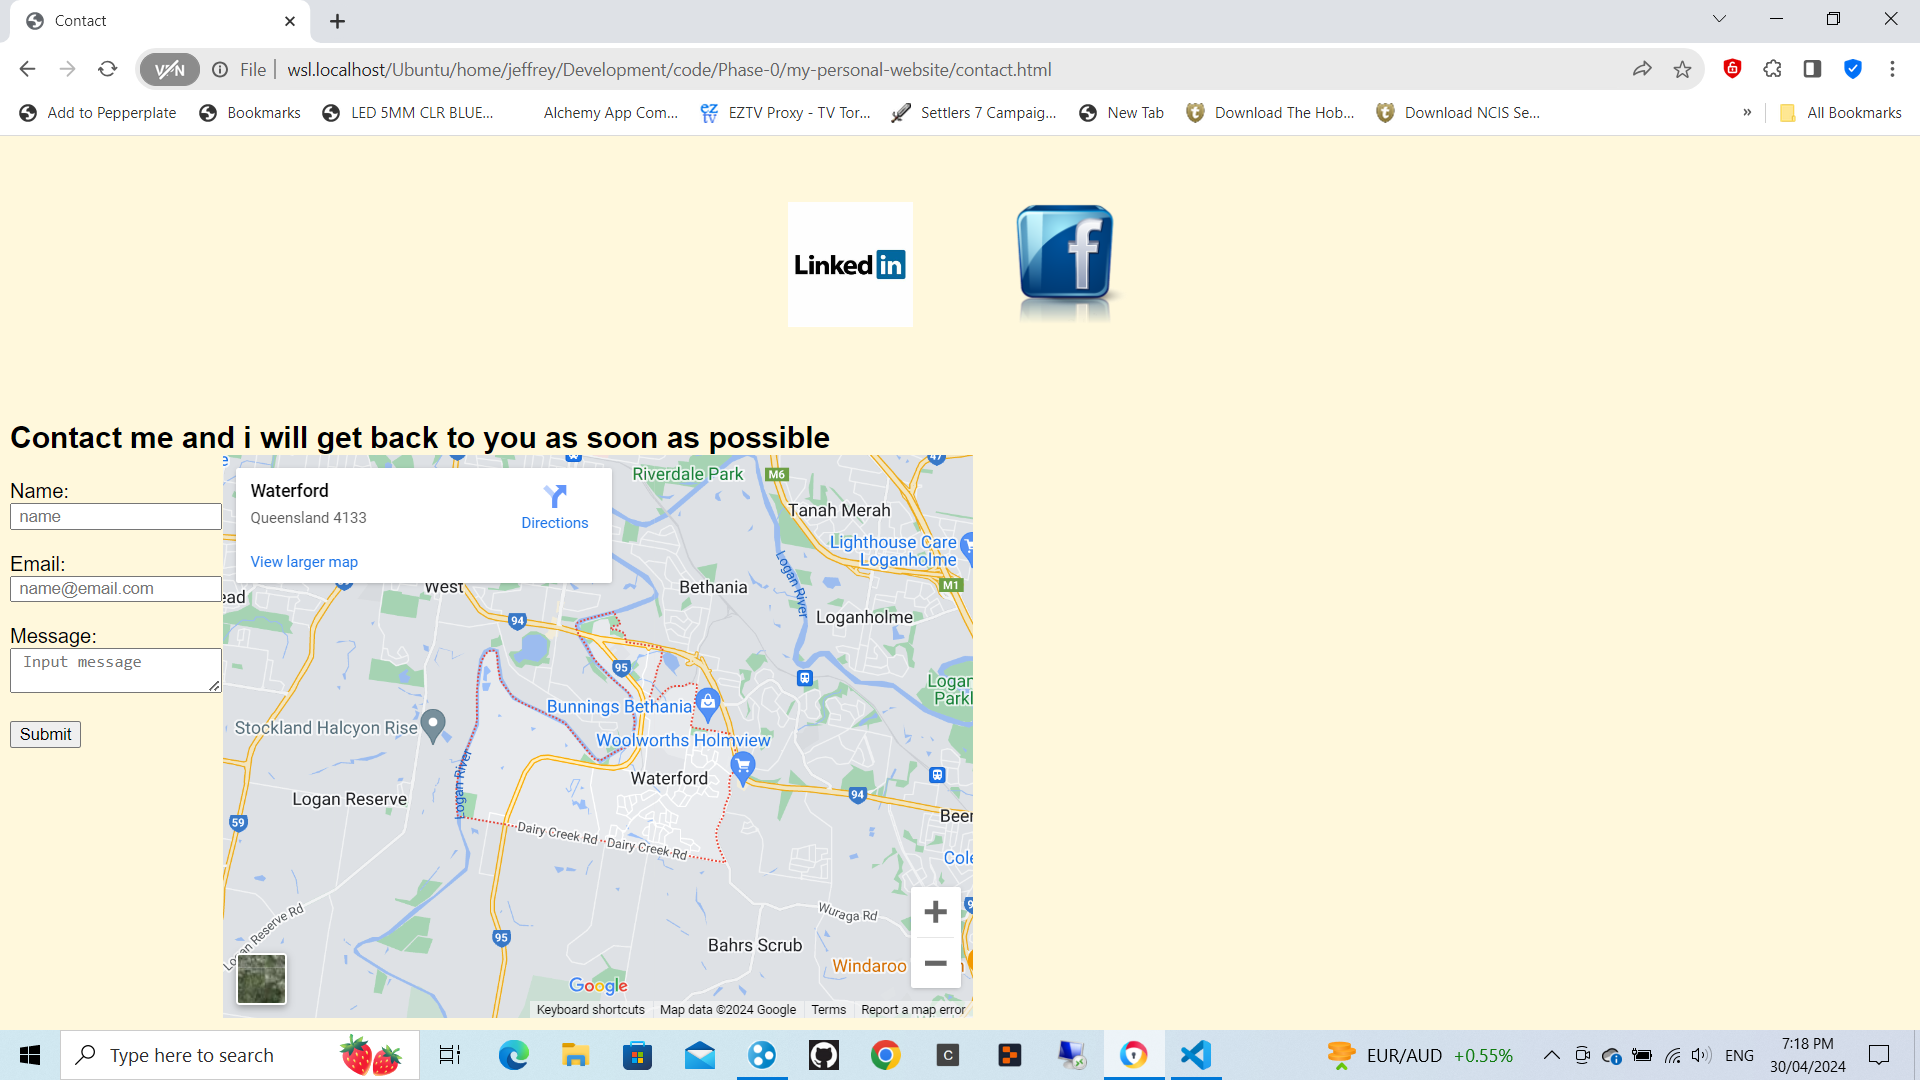 Contact
VPN
File
wsl.localhost/Ubuntu/home/jeffrey/Development/code/Phase-0/my-personal-website/contact.html
Add to Pepperplate
Bookmarks
LED 5MM CLR BLUE...
Alchemy App Com...
EZTV Proxy - TV Tor...
Settlers 7 Campaig...
New Tab
Download The Hob...
Download NCIS Se...
»
All Bookmarks
Linked in
f
Contact me and i will get back to you as soon as possible
Name:
name
Email:
name@email.com
Message:
Input message
Submit
Waterford
Queensland 4133
Directions
View larger map
Riverdale Park
M6
Tanah Merah
Lighthouse Care
Loganholme
M1
Logan River
West
Bethania
Loganholme
94
95
Bunnings Bethania
Stockland Halcyon Rise
Woolworths Holmview
Waterford
Logan River
Logan Reserve
59
94
Dairy Creek Rd
Dairy Creek Rd
Wuraga Rd
Logan Reserve Rd
95
Bahrs Scrub
Windaroo
Google
Keyboard shortcuts
Map data ©2024 Google
Terms
Report a map error
Type here to search
EUR/AUD +0.55%
ENG
7:18 PM
30/04/2024